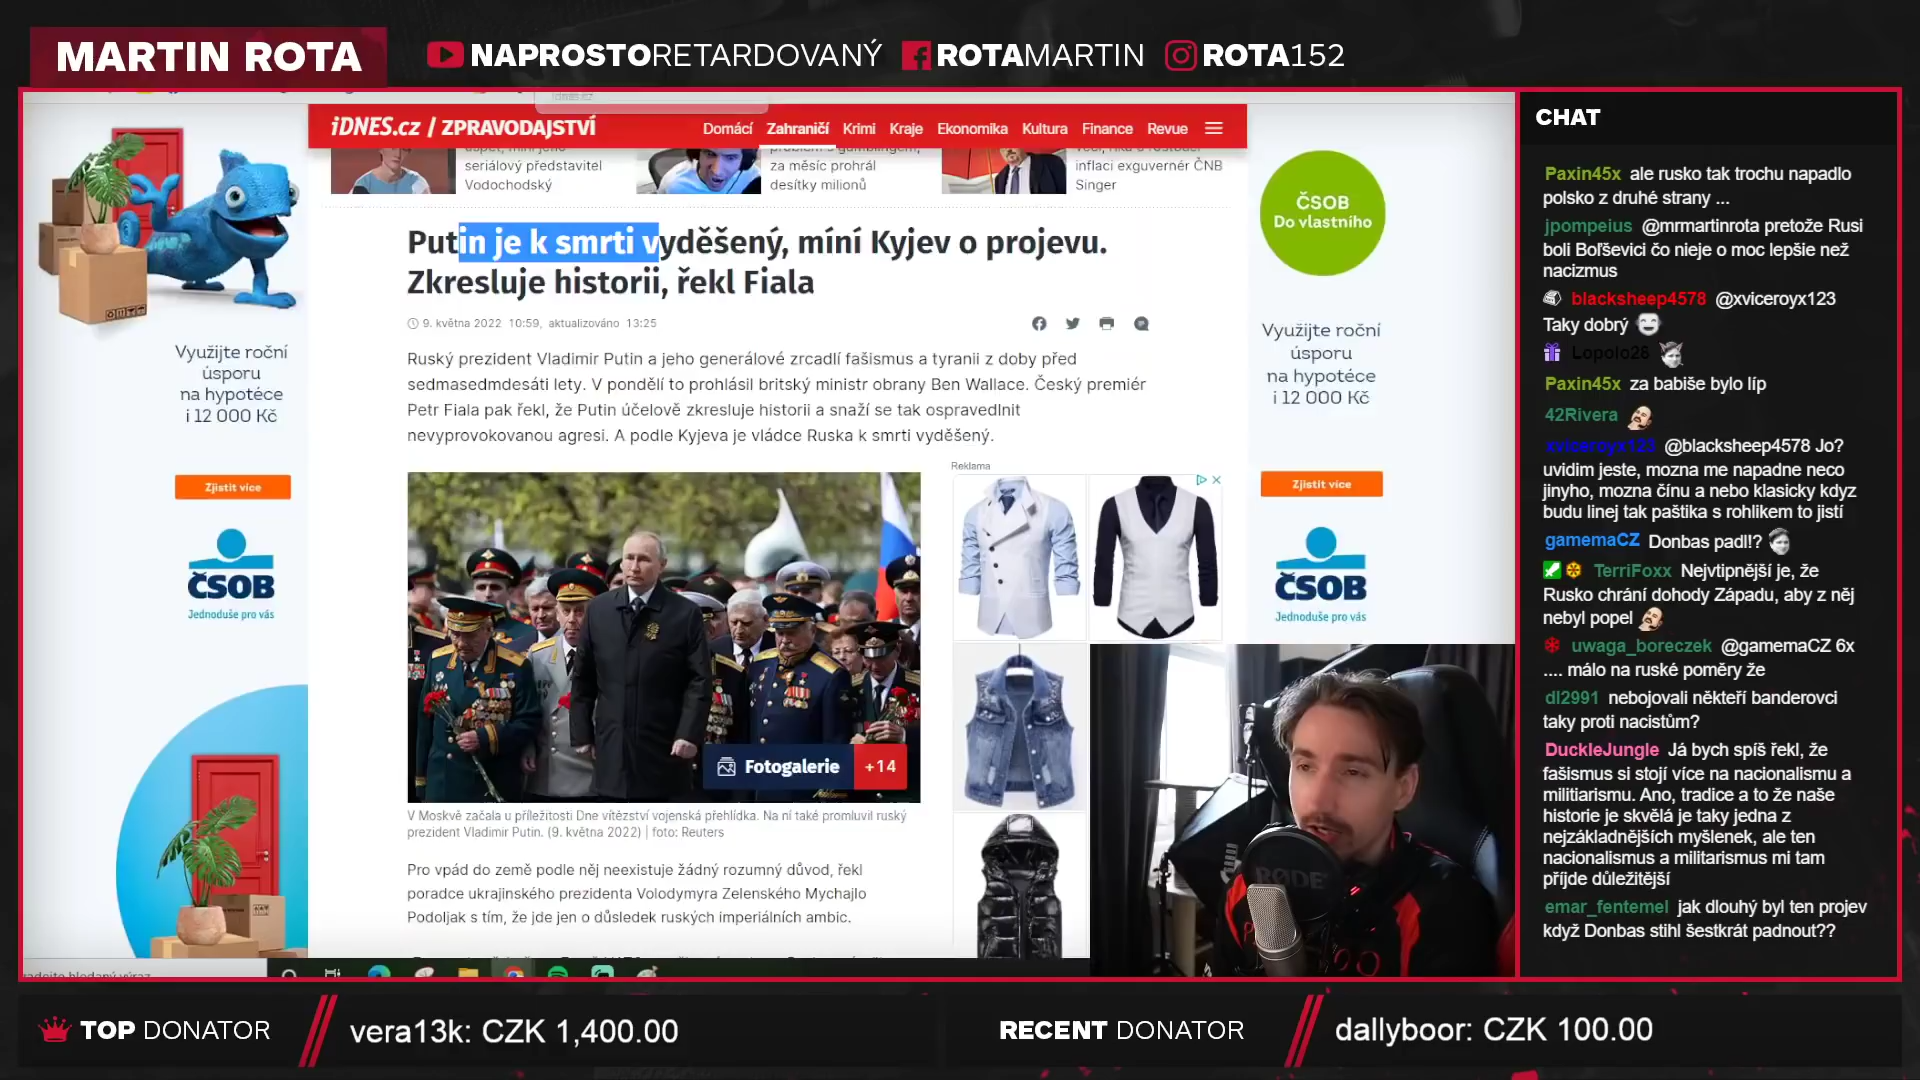 MARTIN ROTA
NAPROSTORETARDOVANÝ
ROTAMARTIN
ROTA152
iDNES.cz / ZPRAVODAJSTVÍ
Domácí Zahraničí Krimi Kraje Ekonomika Kultura Finance Revue
seriálový představitel
Vodochodský
za měsíc prohrál
desítky milionů
inflaci exguvernér ČNB
Singer
Putin je k smrti vyděšený, míní Kyjev o projevu.
Zkresluje historii, řekl Fiala
9. května 2022 10:59, aktualizováno 13:25
Ruský prezident Vladimir Putin a jeho generálové zrcadlí fašismus a tyranii z doby před
sedmasedmdesáti lety. V pondělí to prohlásil britský ministr obrany Ben Wallace. Český premiér
Petr Fiala pak řekl, že Putin účelově zkresluje historii a snaží se tak ospravedlnit
nevyprovokovanou agresi. A podle Kyjeva je vládce Ruska k smrti vyděšený.
Reklama
Fotogalerie +14
V Moskvě začala u příležitosti Dne vítězství vojenská přehlídka. Na ní také promluvil ruský
prezident Vladimir Putin. (9. května 2022) | foto: Reuters
Pro vpád do země podle něj neexistuje žádný rozumný důvod, řekl
poradce ukrajinského prezidenta Volodymyra Zelenského Mychajlo
Podoljak s tím, že jde jen o důsledek ruských imperiálních ambic.
Využijte roční
úsporu
na hypotéce
i 12 000 Kč
Zjistit více
ČSOB
Jednoduše pro vás
ČSOB
Do vlastního
Využijte roční
úsporu
na hypotéce
i 12 000 Kč
Zjistit více
ČSOB
Jednoduše pro vás
RØDE
CHAT
Paxin45x ale rusko tak trochu napadlo
polsko z druhé strany ...
jpompeius @mrmartinrota pretože Rusi
boli Boľševici čo nieje o moc lepšie než
nacizmus
blacksheep4578 @xviceroyx123
Taky dobrý
Lopolo26
Paxin45x za babiše bylo líp
42Rivera
xviceroyx123 @blacksheep4578 Jo?
uvidim jeste, mozna me napadne neco
jinyho, mozna čínu a nebo klasicky kdyz
budu linej tak paštika s rohlikem to jistí
gamemaCZ Donbas padl!?
TerriFoxx Nejvtipnější je, že
Rusko chrání dohody Západu, aby z něj
nebyl popel
uwaga_boreczek @gamemaCZ 6x
.... málo na ruské poměry že
dl2991 nebojovali někteří banderovci
taky proti nacistům?
DuckleJungle Já bych spíš řekl, že
fašismus si stojí více na nacionalismu a
militiarismu. Ano, tradice a to že naše
historie je skvělá je taky jedna z
nejzákladnějších myšlenek, ale ten
nacionalismus a militarismus mi tam
příjde důležitější
emar_fentemel jak dlouhý byl ten projev
když Donbas stihl šestkrát padnout??
TOP DONATOR
vera13k: CZK 1,400.00
RECENT DONATOR
dallyboor: CZK 100.00